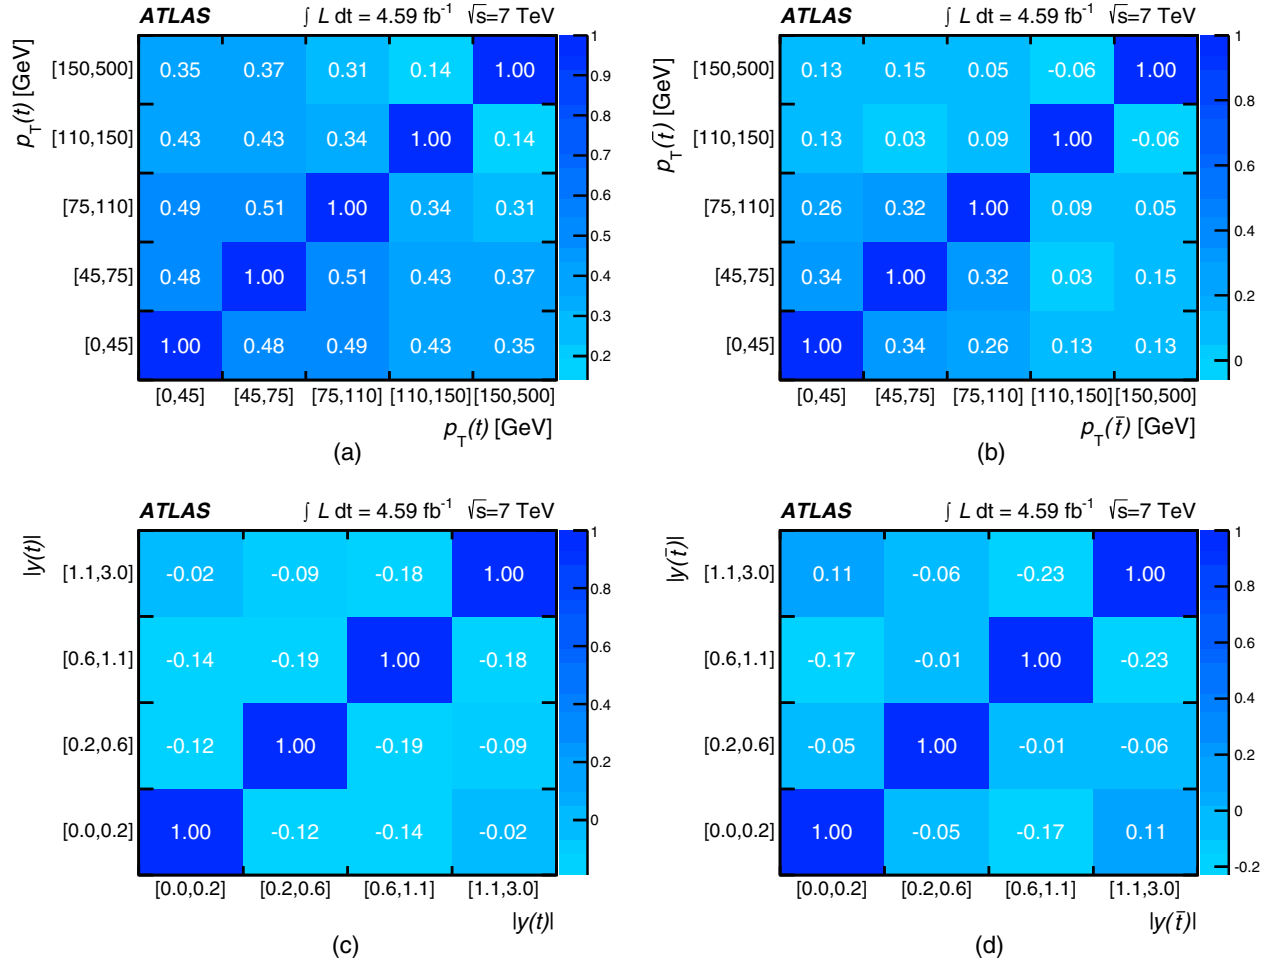 ATLAS ∫ L dt = 4.59 fb⁻¹ √s=7 TeV
p_T(t) [GeV]
[150,500] 0.35 0.37 0.31 0.14 1.00
[110,150] 0.43 0.43 0.34 1.00 0.14
[75,110] 0.49 0.51 1.00 0.34 0.31
[45,75] 0.48 1.00 0.51 0.43 0.37
[0,45] 1.00 0.48 0.49 0.43 0.35
[0,45] [45,75] [75,110] [110,150] [150,500]
p_T(t) [GeV]
1
0.9
0.8
0.7
0.6
0.5
0.4
0.3
0.2
(a)
ATLAS ∫ L dt = 4.59 fb⁻¹ √s=7 TeV
p_T(t̄) [GeV]
[150,500] 0.13 0.15 0.05 -0.06 1.00
[110,150] 0.13 0.03 0.09 1.00 -0.06
[75,110] 0.26 0.32 1.00 0.09 0.05
[45,75] 0.34 1.00 0.32 0.03 0.15
[0,45] 1.00 0.34 0.26 0.13 0.13
[0,45] [45,75] [75,110] [110,150] [150,500]
p_T(t̄) [GeV]
1
0.8
0.6
0.4
0.2
0
(b)
ATLAS ∫ L dt = 4.59 fb⁻¹ √s=7 TeV
|y(t)|
[1.1,3.0] -0.02 -0.09 -0.18 1.00
[0.6,1.1] -0.14 -0.19 1.00 -0.18
[0.2,0.6] -0.12 1.00 -0.19 -0.09
[0.0,0.2] 1.00 -0.12 -0.14 -0.02
[0.0,0.2] [0.2,0.6] [0.6,1.1] [1.1,3.0]
|y(t)|
1
0.8
0.6
0.4
0.2
0
(c)
ATLAS ∫ L dt = 4.59 fb⁻¹ √s=7 TeV
|y(t̄)|
[1.1,3.0] 0.11 -0.06 -0.23 1.00
[0.6,1.1] -0.17 -0.01 1.00 -0.23
[0.2,0.6] -0.05 1.00 -0.01 -0.06
[0.0,0.2] 1.00 -0.05 -0.17 0.11
[0.0,0.2] [0.2,0.6] [0.6,1.1] [1.1,3.0]
|y(t̄)|
1
0.8
0.6
0.4
0.2
0
-0.2
(d)